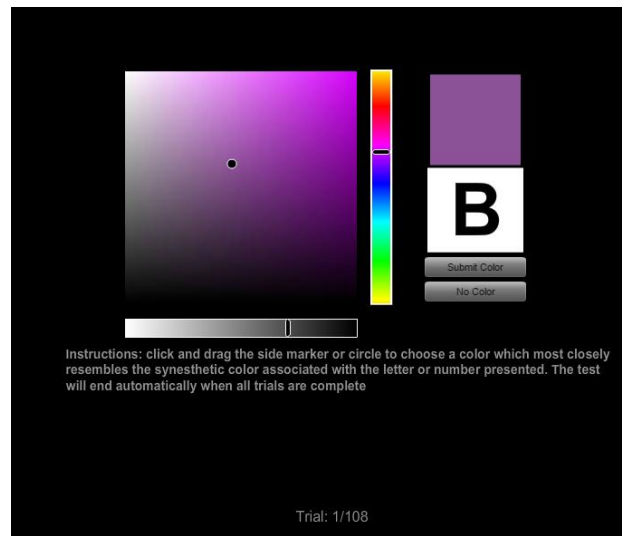 B
Submit Color
No Color
Instructions: click and drag the side marker or circle to choose a color which most closely
resembles the synesthetic color associated with the letter or number presented. The test
will end automatically when all trials are complete
Trial: 1/108